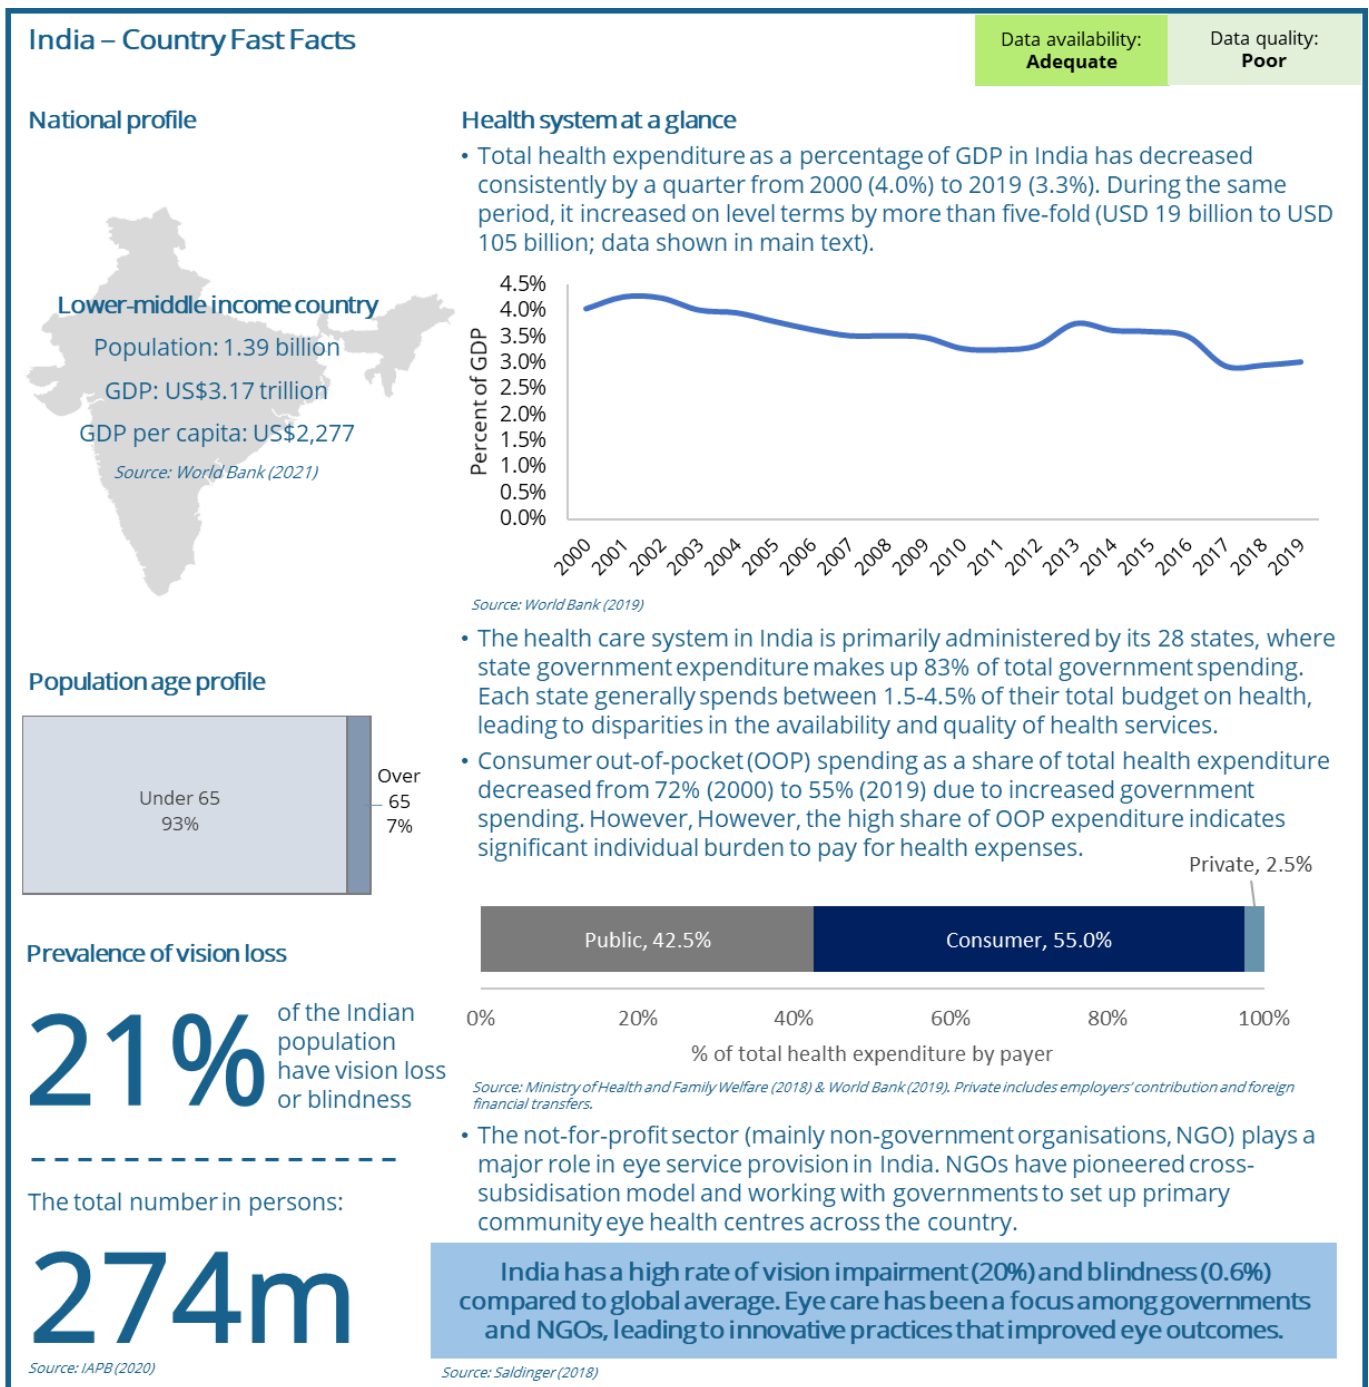 India – Country Fast Facts
Data availability:
Adequate
Data quality:
Poor
National profile
Lower-middle income country
Population: 1.39 billion
GDP: US$3.17 trillion
GDP per capita: US$2,277
Source: World Bank (2021)
Population age profile
Under 65
93%
Over
65
7%
Prevalence of vision loss
21%
of the Indian
population
have vision loss
or blindness
The total number in persons:
274m
Source: IAPB (2020)
Health system at a glance
• Total health expenditure as a percentage of GDP in India has decreased
consistently by a quarter from 2000 (4.0%) to 2019 (3.3%). During the same
period, it increased on level terms by more than five-fold (USD 19 billion to USD
105 billion; data shown in main text).
Percent of GDP
4.5%
4.0%
3.5%
3.0%
2.5%
2.0%
1.5%
1.0%
0.5%
0.0%
2000 2001 2002 2003 2004 2005 2006 2007 2008 2009 2010 2011 2012 2013 2014 2015 2016 2017 2018 2019
Source: World Bank (2019)
• The health care system in India is primarily administered by its 28 states, where
state government expenditure makes up 83% of total government spending.
Each state generally spends between 1.5-4.5% of their total budget on health,
leading to disparities in the availability and quality of health services.
• Consumer out-of-pocket (OOP) spending as a share of total health expenditure
decreased from 72% (2000) to 55% (2019) due to increased government
spending. However, However, the high share of OOP expenditure indicates
significant individual burden to pay for health expenses.
Private, 2.5%
Public, 42.5%
Consumer, 55.0%
0% 20% 40% 60% 80% 100%
% of total health expenditure by payer
Source: Ministry of Health and Family Welfare (2018) & World Bank (2019). Private includes employers' contribution and foreign
financial transfers.
• The not-for-profit sector (mainly non-government organisations, NGO) plays a
major role in eye service provision in India. NGOs have pioneered cross-
subsidisation model and working with governments to set up primary
community eye health centres across the country.
India has a high rate of vision impairment (20%) and blindness (0.6%)
compared to global average. Eye care has been a focus among governments
and NGOs, leading to innovative practices that improved eye outcomes.
Source: Saldinger (2018)